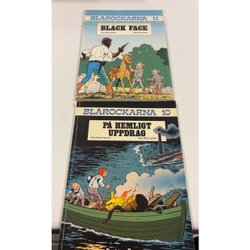 BLÅROCKARNA 11
BLACK FACE
BLÅROCKARNA 10
PÅ HEMLIGT
UPPDRAG